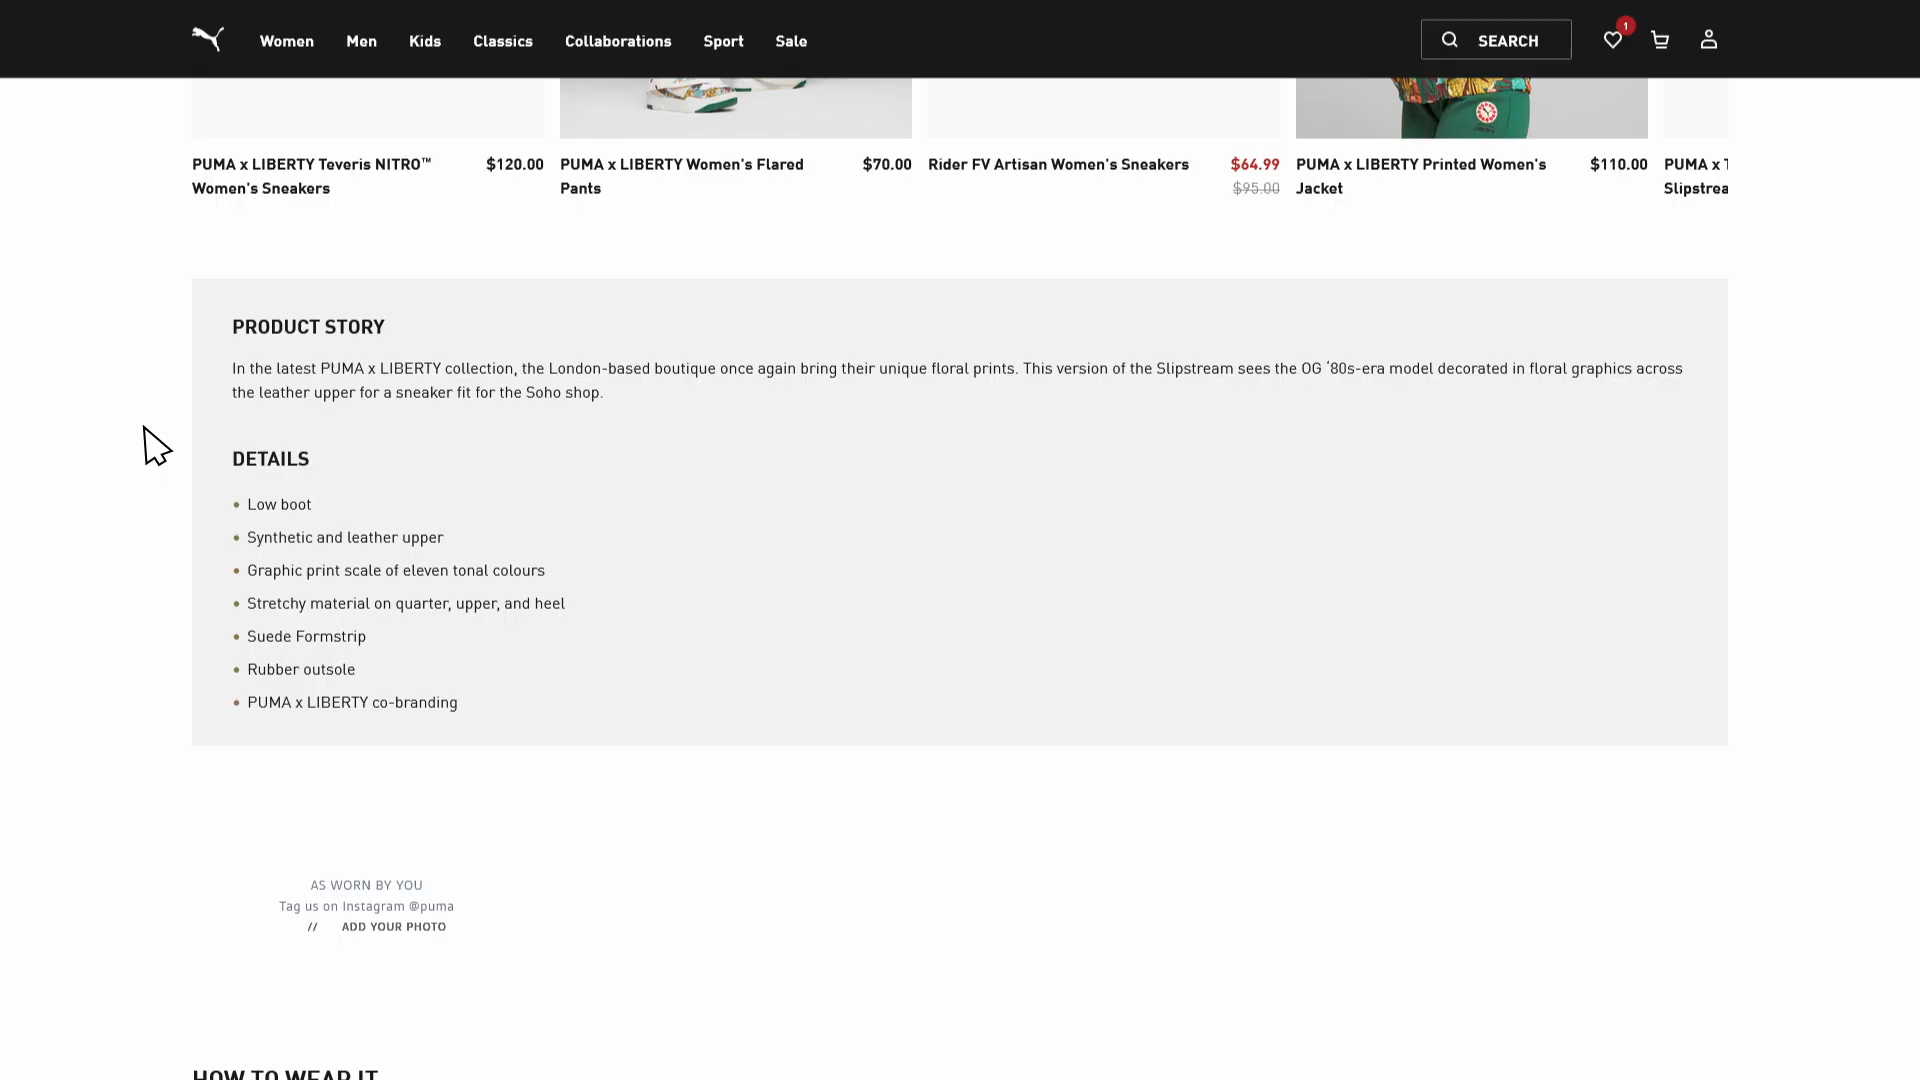 Women Men Kids Classics Collaborations Sport Sale SEARCH 1
PUMA x LIBERTY Teveris NITRO™ $120.00
Women's Sneakers
PUMA x LIBERTY Women's Flared $70.00
Pants
Rider FV Artisan Women's Sneakers $64.99
$95.00
PUMA x LIBERTY Printed Women's $110.00
Jacket
PUMA x
PRODUCT STORY
In the latest PUMA x LIBERTY collection, the London-based boutique once again bring their unique floral prints. This version of the Slipstream sees the OG ‘80s-era model decorated in floral graphics across
the leather upper for a sneaker fit for the Soho shop.
DETAILS
• Low boot
• Synthetic and leather upper
• Graphic print scale of eleven tonal colours
• Stretchy material on quarter, upper, and heel
• Suede Formstrip
• Rubber outsole
• PUMA x LIBERTY co-branding
AS WORN BY YOU
Tag us on Instagram @puma
// ADD YOUR PHOTO
HOW TO WEAR IT